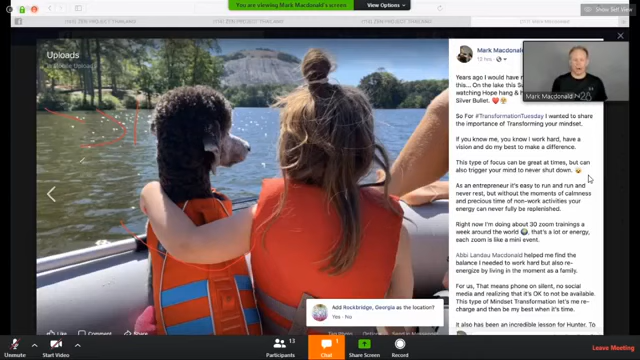 You are viewing Mark Macdonald's screen
View Options
Show Self View
Uploads
Mark Macdonald
12 hrs
Years ago I would have
this... On the lake this Su
watching Hope hang &
Silver Bullet.
So For #TransformationTuesday I wanted to share
the importance of Transforming your mindset.
If you know me, you know I work hard, have a
vision and do my best to make a difference.
This type of focus can be great at times, but can
also trigger your mind to never shut down.
As an entrepreneur it's easy to run and run and
never rest, but without the moments of calmness
and precious time of non-work activities your
energy can never fully be replenished.
Right now I'm doing about 30 zoom trainings a
week around the world, that's a lot or energy,
each zoom is like a mini event.
Abbi Landau Macdonald helped me find the
balance I needed to work hard but also re-
energize by living in the moment as a family.
For us, That means phone on silent, no social
media and realizing that it's OK to not be available.
This type of Mindset Transformation let's me re-
charge and then be my best when it's time.
It also has been an incredible lesson for Hunter. To
Mark Macdonald
Add Rockbridge, Georgia as the location?
Yes · No
Like
Comment
Share
Unmute
Start Video
Participants
13
Chat
Share Screen
Record
Leave Meeting